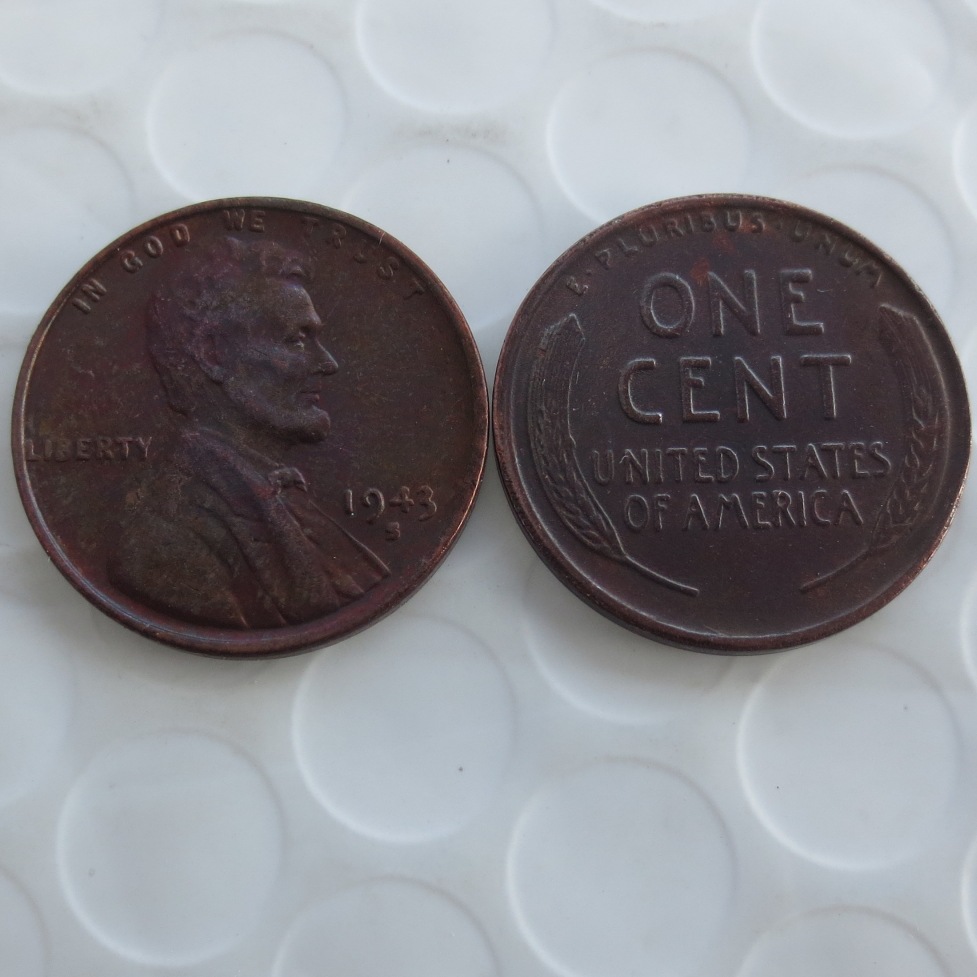 IN GOD WE TRUST
LIBERTY
1943
S
E·PLURIBUS·UNUM
ONE
CENT
UNITED STATES
OF AMERICA